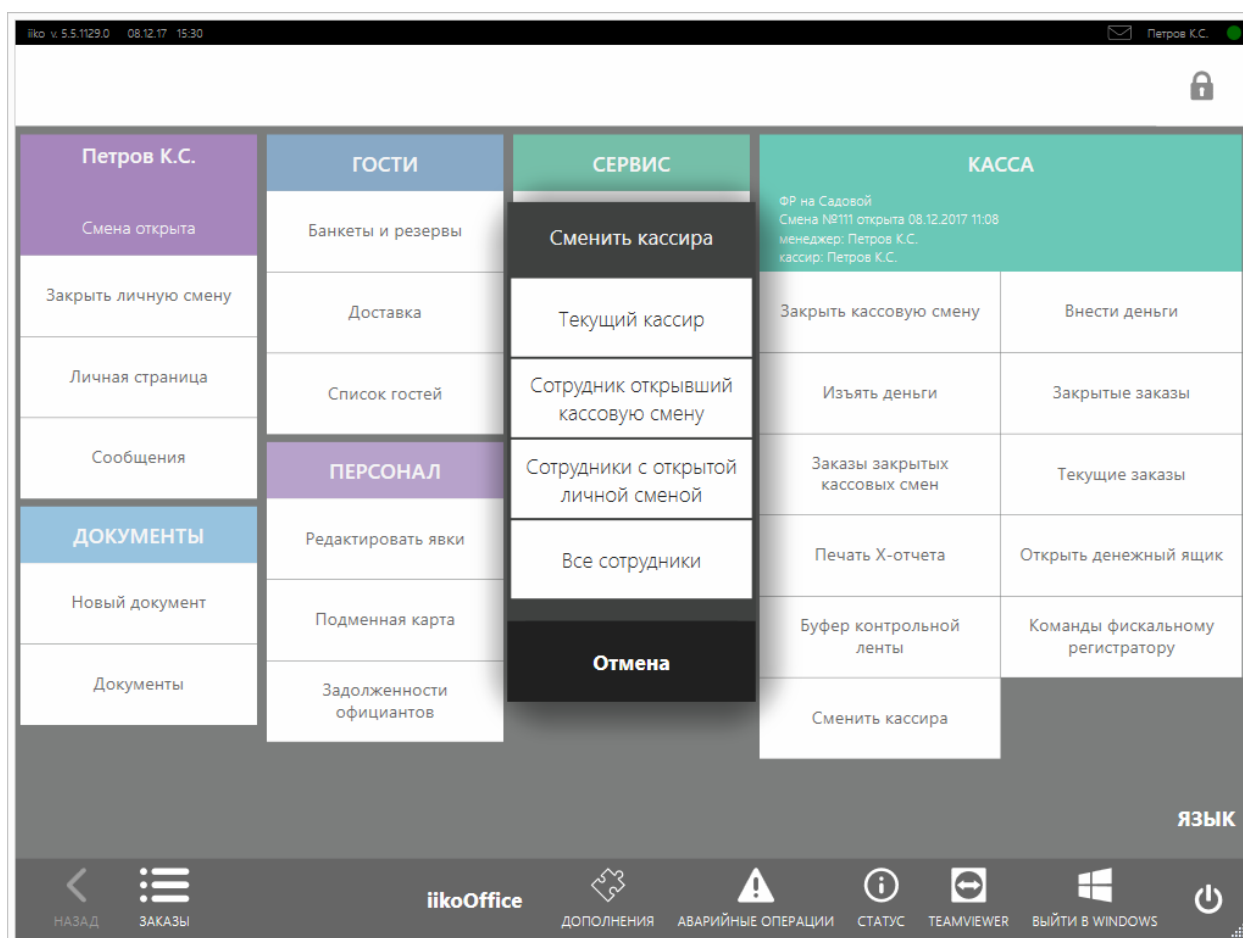 iiko v. 5.5.1129.0 08.12.17 15:30
Петров К.С.
Петров К.С.
Смена открыта
Закрыть личную смену
Личная страница
Сообщения
ДОКУМЕНТЫ
Новый документ
Документы
ГОСТИ
Банкеты и резервы
Доставка
Список гостей
ПЕРСОНАЛ
Редактировать явки
Подменная карта
Задолженности
официантов
СЕРВИС
Сменить кассира
Текущий кассир
Сотрудник открывший
кассовую смену
Сотрудники с открытой
личной сменой
Все сотрудники
Отмена
КАССА
ФР на Садовой
Смена №111 открыта 08.12.2017 11:08
менеджер: Петров К.С.
кассир: Петров К.С.
Закрыть кассовую смену
Внести деньги
Изъять деньги
Закрытые заказы
Заказы закрытых
кассовых смен
Текущие заказы
Печать X-отчета
Открыть денежный ящик
Буфер контрольной
ленты
Команды фискальному
регистратору
Сменить кассира
ЯЗЫК
НАЗАД
ЗАКАЗЫ
iikoOffice
ДОПОЛНЕНИЯ
АВАРИЙНЫЕ ОПЕРАЦИИ
СТАТУС
TEAMVIEWER
ВЫЙТИ В WINDOWS